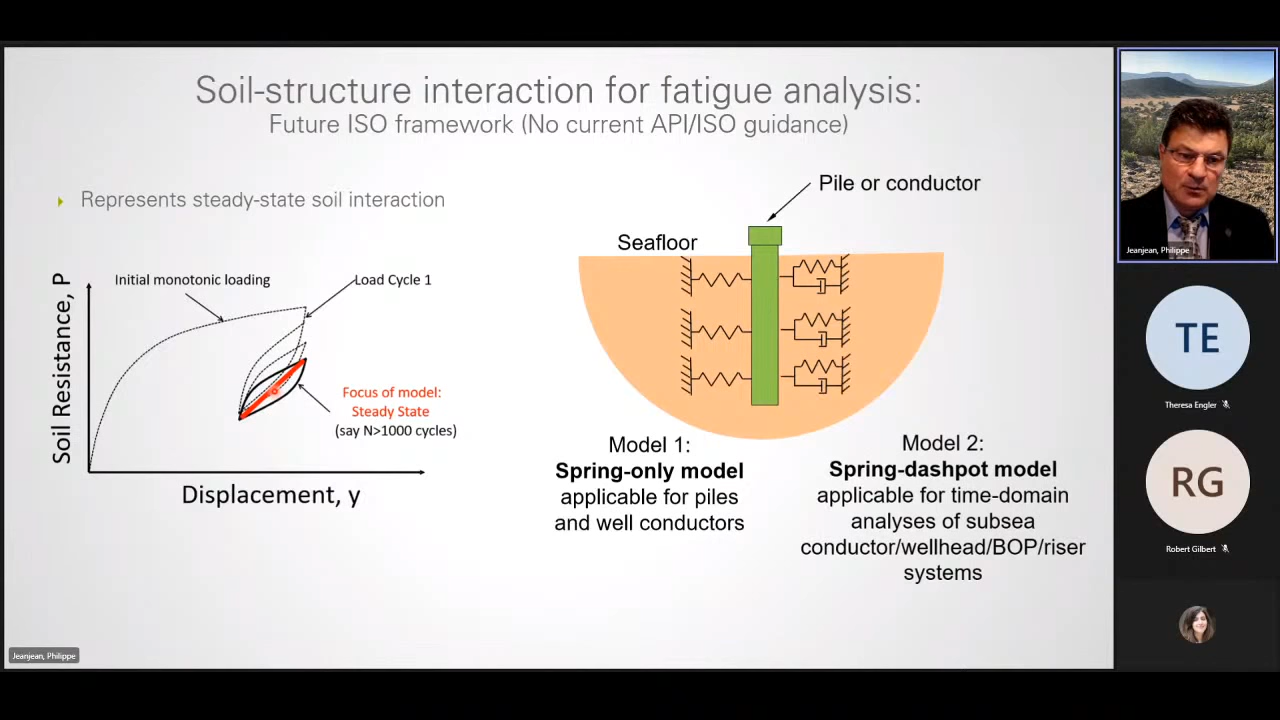 Soil-structure interaction for fatigue analysis:
Future ISO framework (No current API/ISO guidance)
Represents steady-state soil interaction
Soil Resistance, P
Initial monotonic loading
Load Cycle 1
Focus of model:
Steady State
(say N>1000 cycles)
Displacement, y
Pile or conductor
Seafloor
Model 1:
Spring-only model
applicable for piles
and well conductors
Model 2:
Spring-dashpot model
applicable for time-domain
analyses of subsea
conductor/wellhead/BOP/riser
systems
Jeanjean, Philippe
Jeanjean, Philippe
TE
Theresa Engler
RG
Robert Gilbert